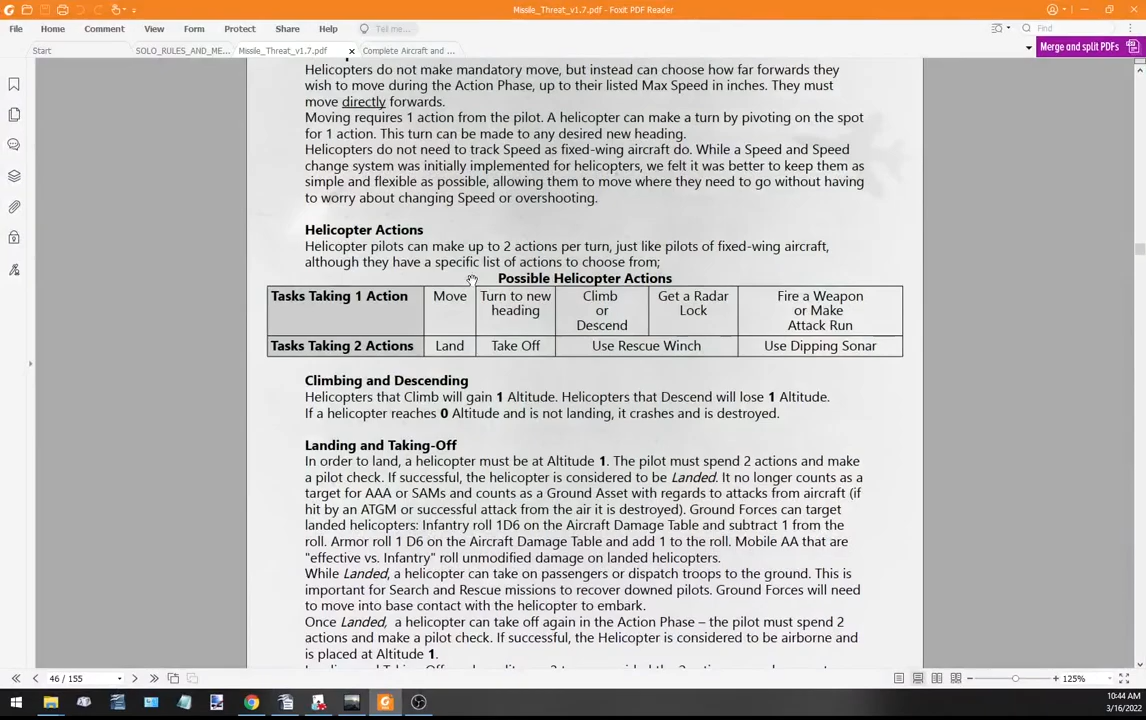 Missile_Threat_v1.7.pdf - Foxit PDF Reader
File Home Comment View Form Protect Share Help Tell me... Find
Start SOLO_RULES_AND_ME... Missile_Threat_v1.7.pdf Complete Aircraft and ... Merge and split PDFs
Helicopters do not make mandatory move, but instead can choose how far forwards they
wish to move during the Action Phase, up to their listed Max Speed in inches. They must
move directly forwards.
Moving requires 1 action from the pilot. A helicopter can make a turn by pivoting on the spot
for 1 action. This turn can be made to any desired new heading.
Helicopters do not need to track Speed as fixed-wing aircraft do. While a Speed and Speed
change system was initially implemented for helicopters, we felt it was better to keep them as
simple and flexible as possible, allowing them to move where they need to go without having
to worry about changing Speed or overshooting.
Helicopter Actions
Helicopter pilots can make up to 2 actions per turn, just like pilots of fixed-wing aircraft,
although they have a specific list of actions to choose from;
Possible Helicopter Actions
Tasks Taking 1 Action Move Turn to new Climb Get a Radar Fire a Weapon
heading or Lock or Make
Descend Attack Run
Tasks Taking 2 Actions Land Take Off Use Rescue Winch Use Dipping Sonar
Climbing and Descending
Helicopters that Climb will gain 1 Altitude. Helicopters that Descend will lose 1 Altitude.
If a helicopter reaches 0 Altitude and is not landing, it crashes and is destroyed.
Landing and Taking-Off
In order to land, a helicopter must be at Altitude 1. The pilot must spend 2 actions and make
a pilot check. If successful, the helicopter is considered to be Landed. It no longer counts as a
target for AAA or SAMs and counts as a Ground Asset with regards to attacks from aircraft (if
hit by an ATGM or successful attack from the air it is destroyed). Ground Forces can target
landed helicopters: Infantry roll 1D6 on the Aircraft Damage Table and subtract 1 from the
roll. Armor roll 1 D6 on the Aircraft Damage Table and add 1 to the roll. Mobile AA that are
"effective vs. Infantry" roll unmodified damage on landed helicopters.
While Landed, a helicopter can take on passengers or dispatch troops to the ground. This is
important for Search and Rescue missions to recover downed pilots. Ground Forces will need
to move into base contact with the helicopter to embark.
Once Landed, a helicopter can take off again in the Action Phase – the pilot must spend 2
actions and make a pilot check. If successful, the Helicopter is considered to be airborne and
is placed at Altitude 1.
46 / 155 125%
10:44 AM
3/16/2022